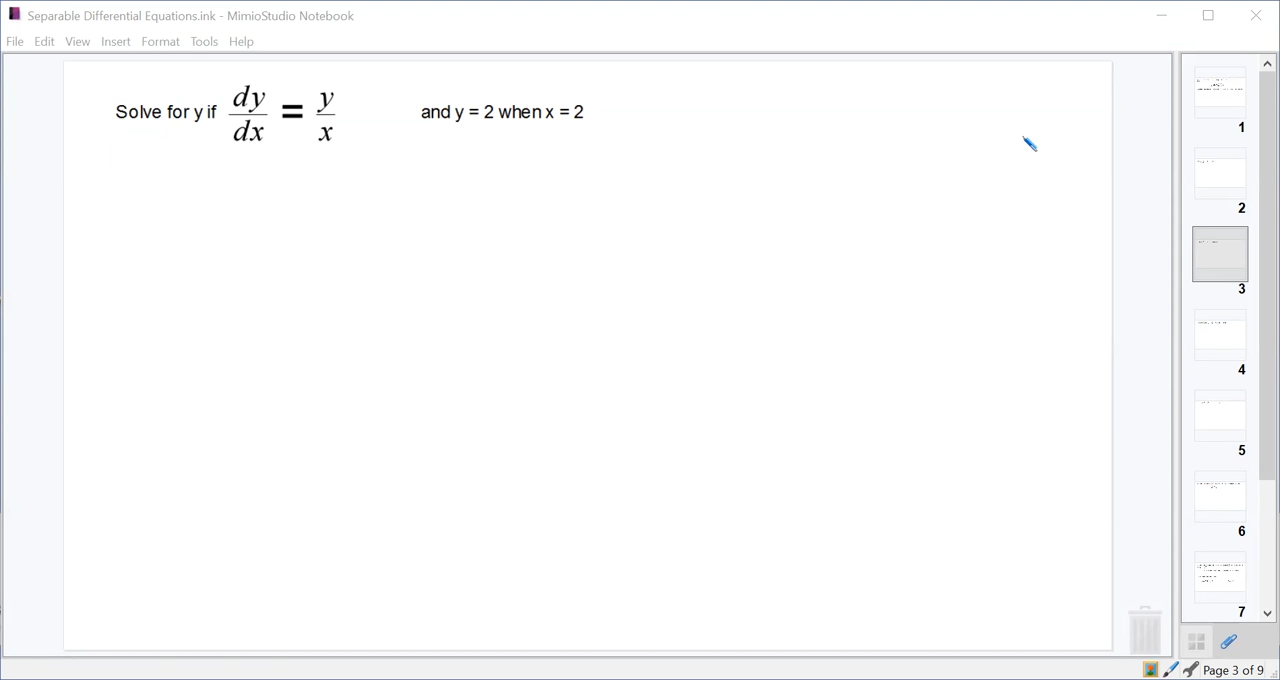 Separable Differential Equations.ink - MimioStudio Notebook
File Edit View Insert Format Tools Help
Solve for y if dy/dx = y/x and y = 2 when x = 2
1
2
3
4
5
6
7
Page 3 of 9